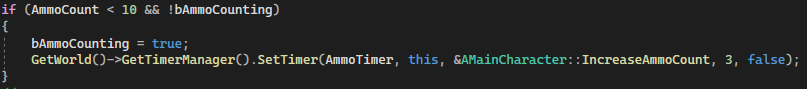 if (AmmoCount < 10 && !bAmmoCounting)
{
bAmmoCounting = true;
GetWorld()->GetTimerManager().SetTimer(AmmoTimer, this, &AMainCharacter::IncreaseAmmoCount, 3, false);
}